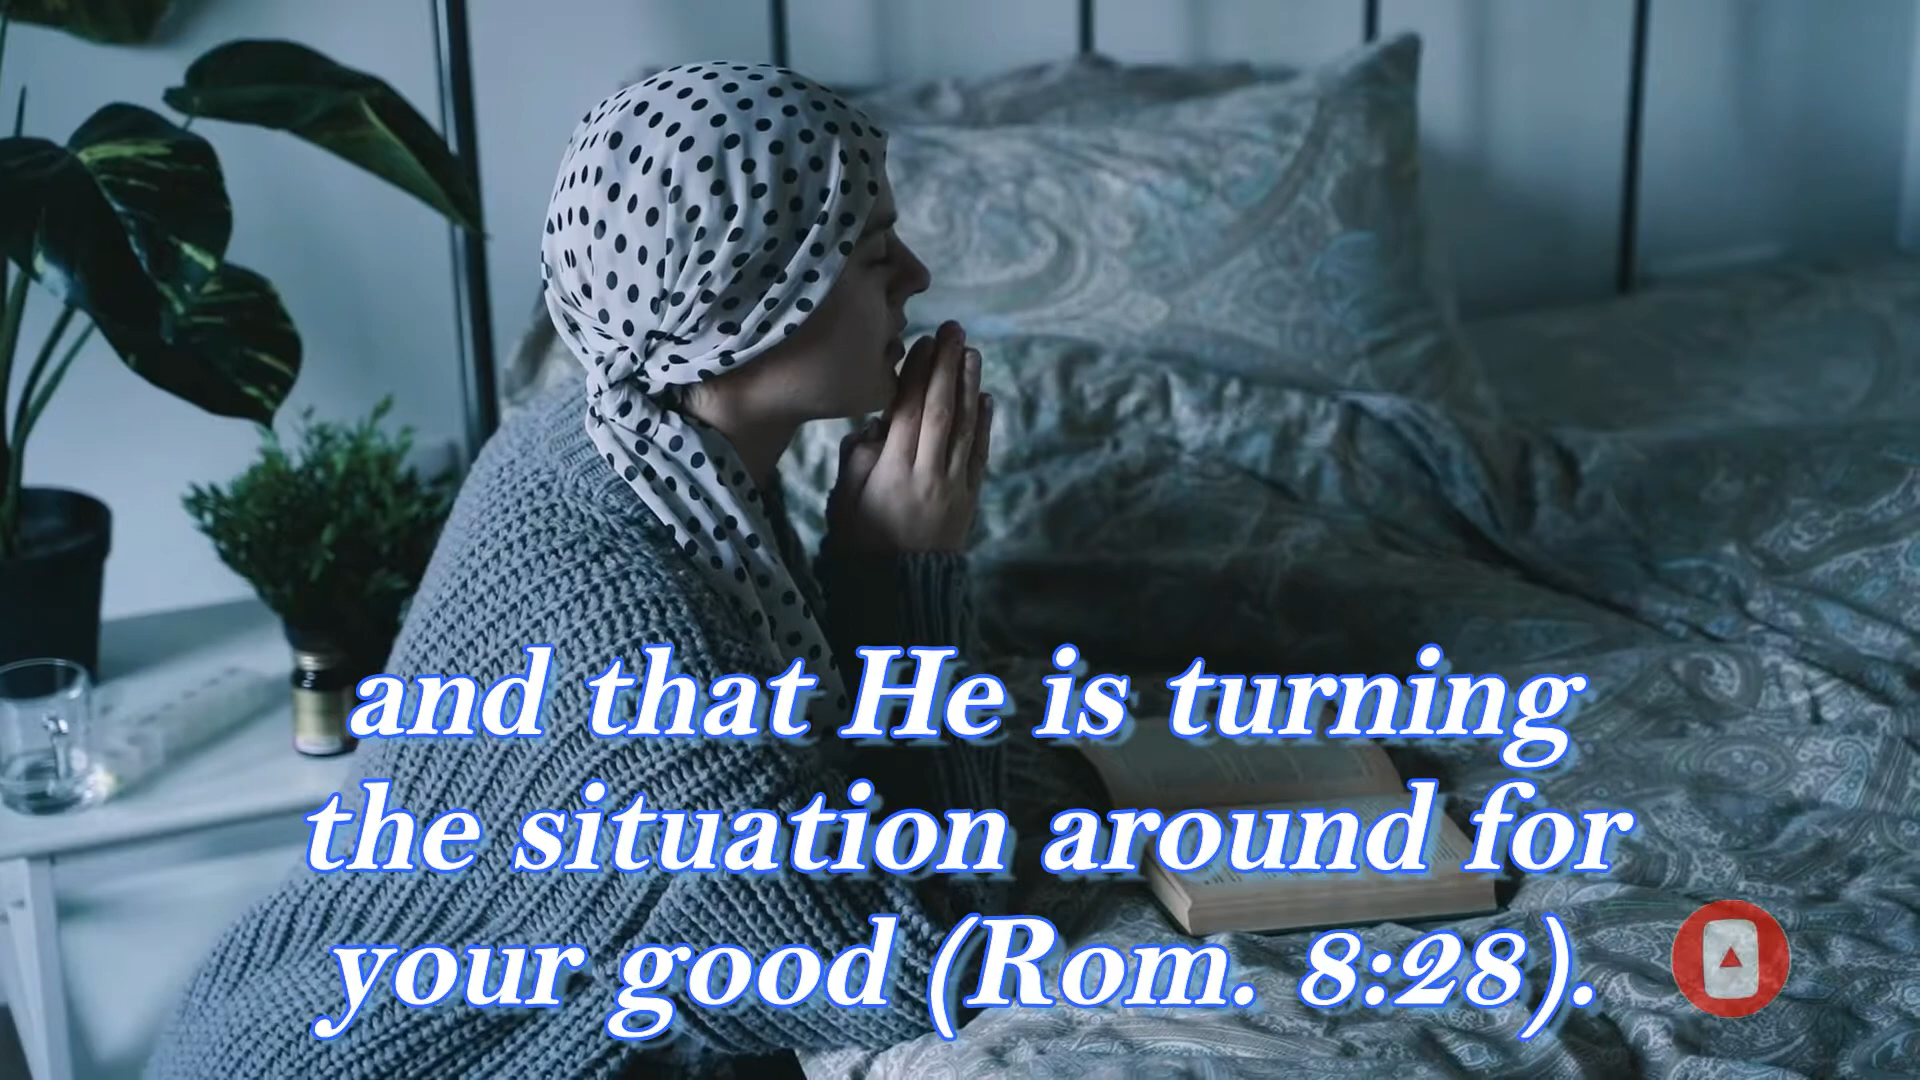 and that He is turning
the situation around for
your good (Rom. 8:28).